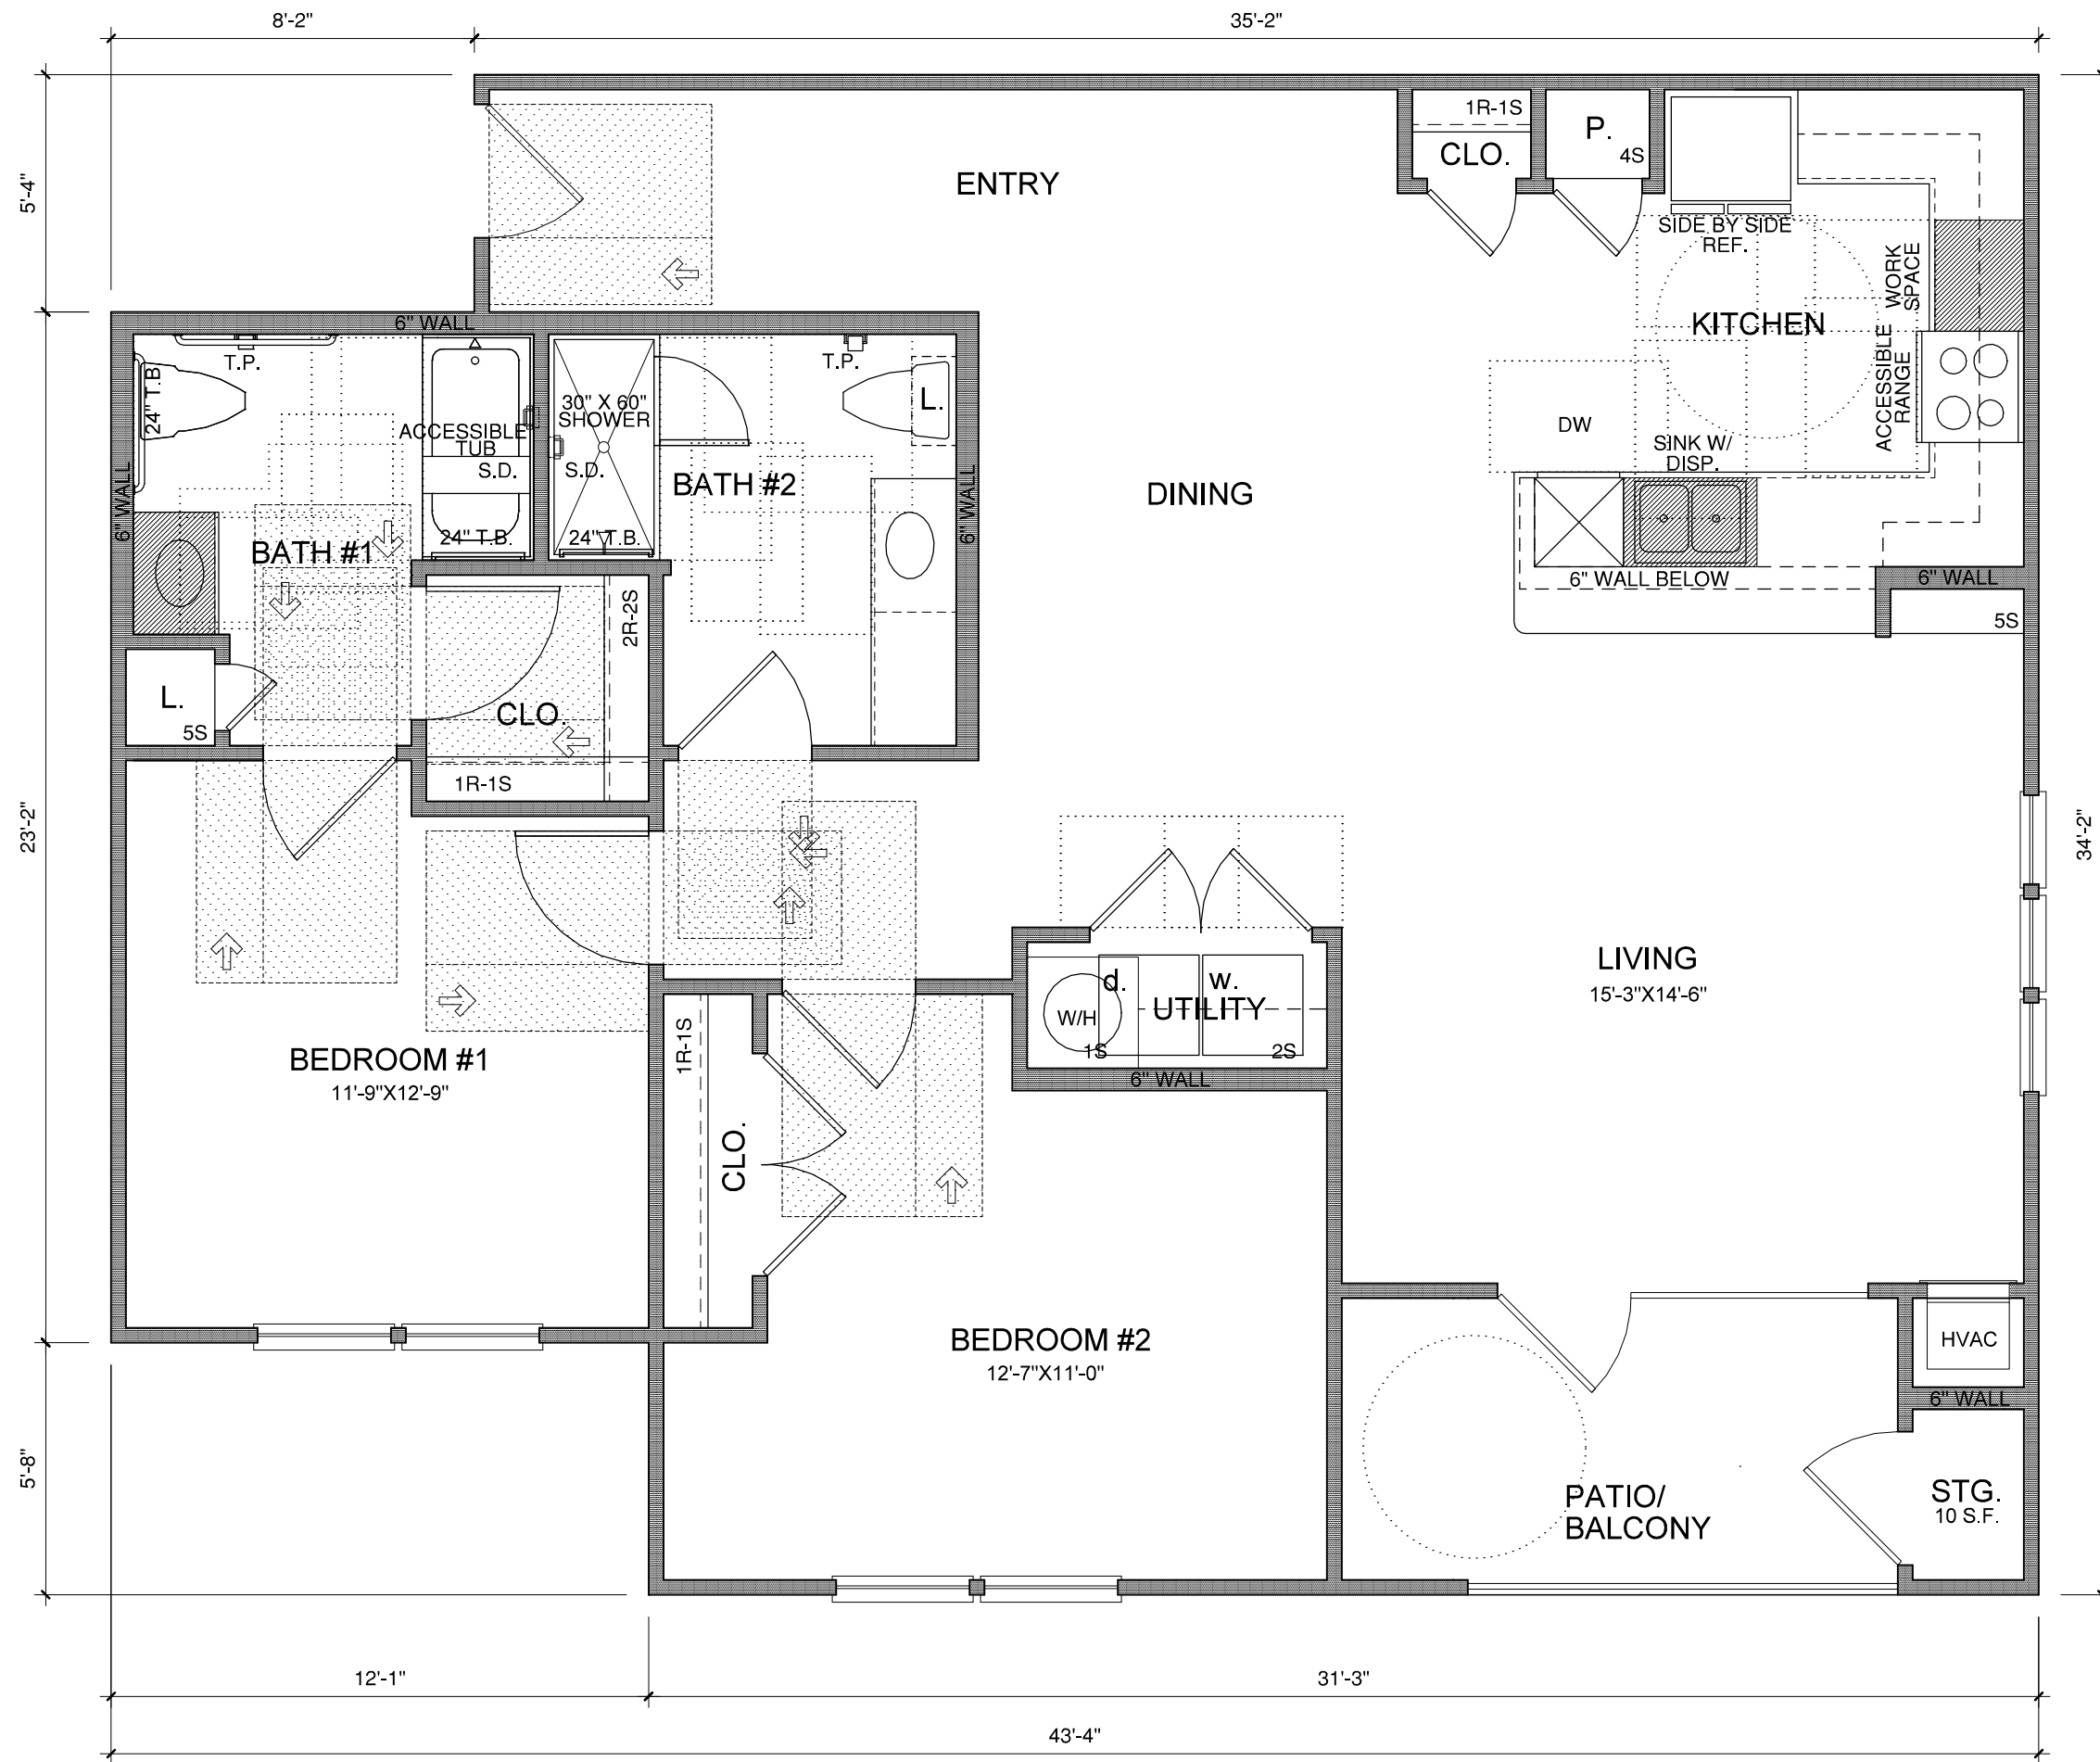 8'-2"
35'-2"
5'-4"
1R-1S
CLO.
P.
4S
ENTRY
SIDE BY SIDE
REF.
WORK
SPACE
KITCHEN
ACCESSIBLE
RANGE
6" WALL
T.P.
24" T.B.
ACCESSIBLE
TUB
S.D.
24" T.B.
30" X 60"
SHOWER
S.D.
24" T.B.
T.P.
L.
BATH #2
6" WALL
6" WALL
BATH #1
DINING
DW
SINK W/
DISP.
6" WALL BELOW
6" WALL
5S
2R-2S
L.
5S
CLO.
1R-1S
23'-2"
34'-2"
d.
w.
W/H
UTILITY
1S
2S
6" WALL
LIVING
15'-3"X14'-6"
BEDROOM #1
11'-9"X12'-9"
1R-1S
CLO.
BEDROOM #2
12'-7"X11'-0"
HVAC
6" WALL
5'-8"
PATIO/
BALCONY
STG.
10 S.F.
12'-1"
31'-3"
43'-4"